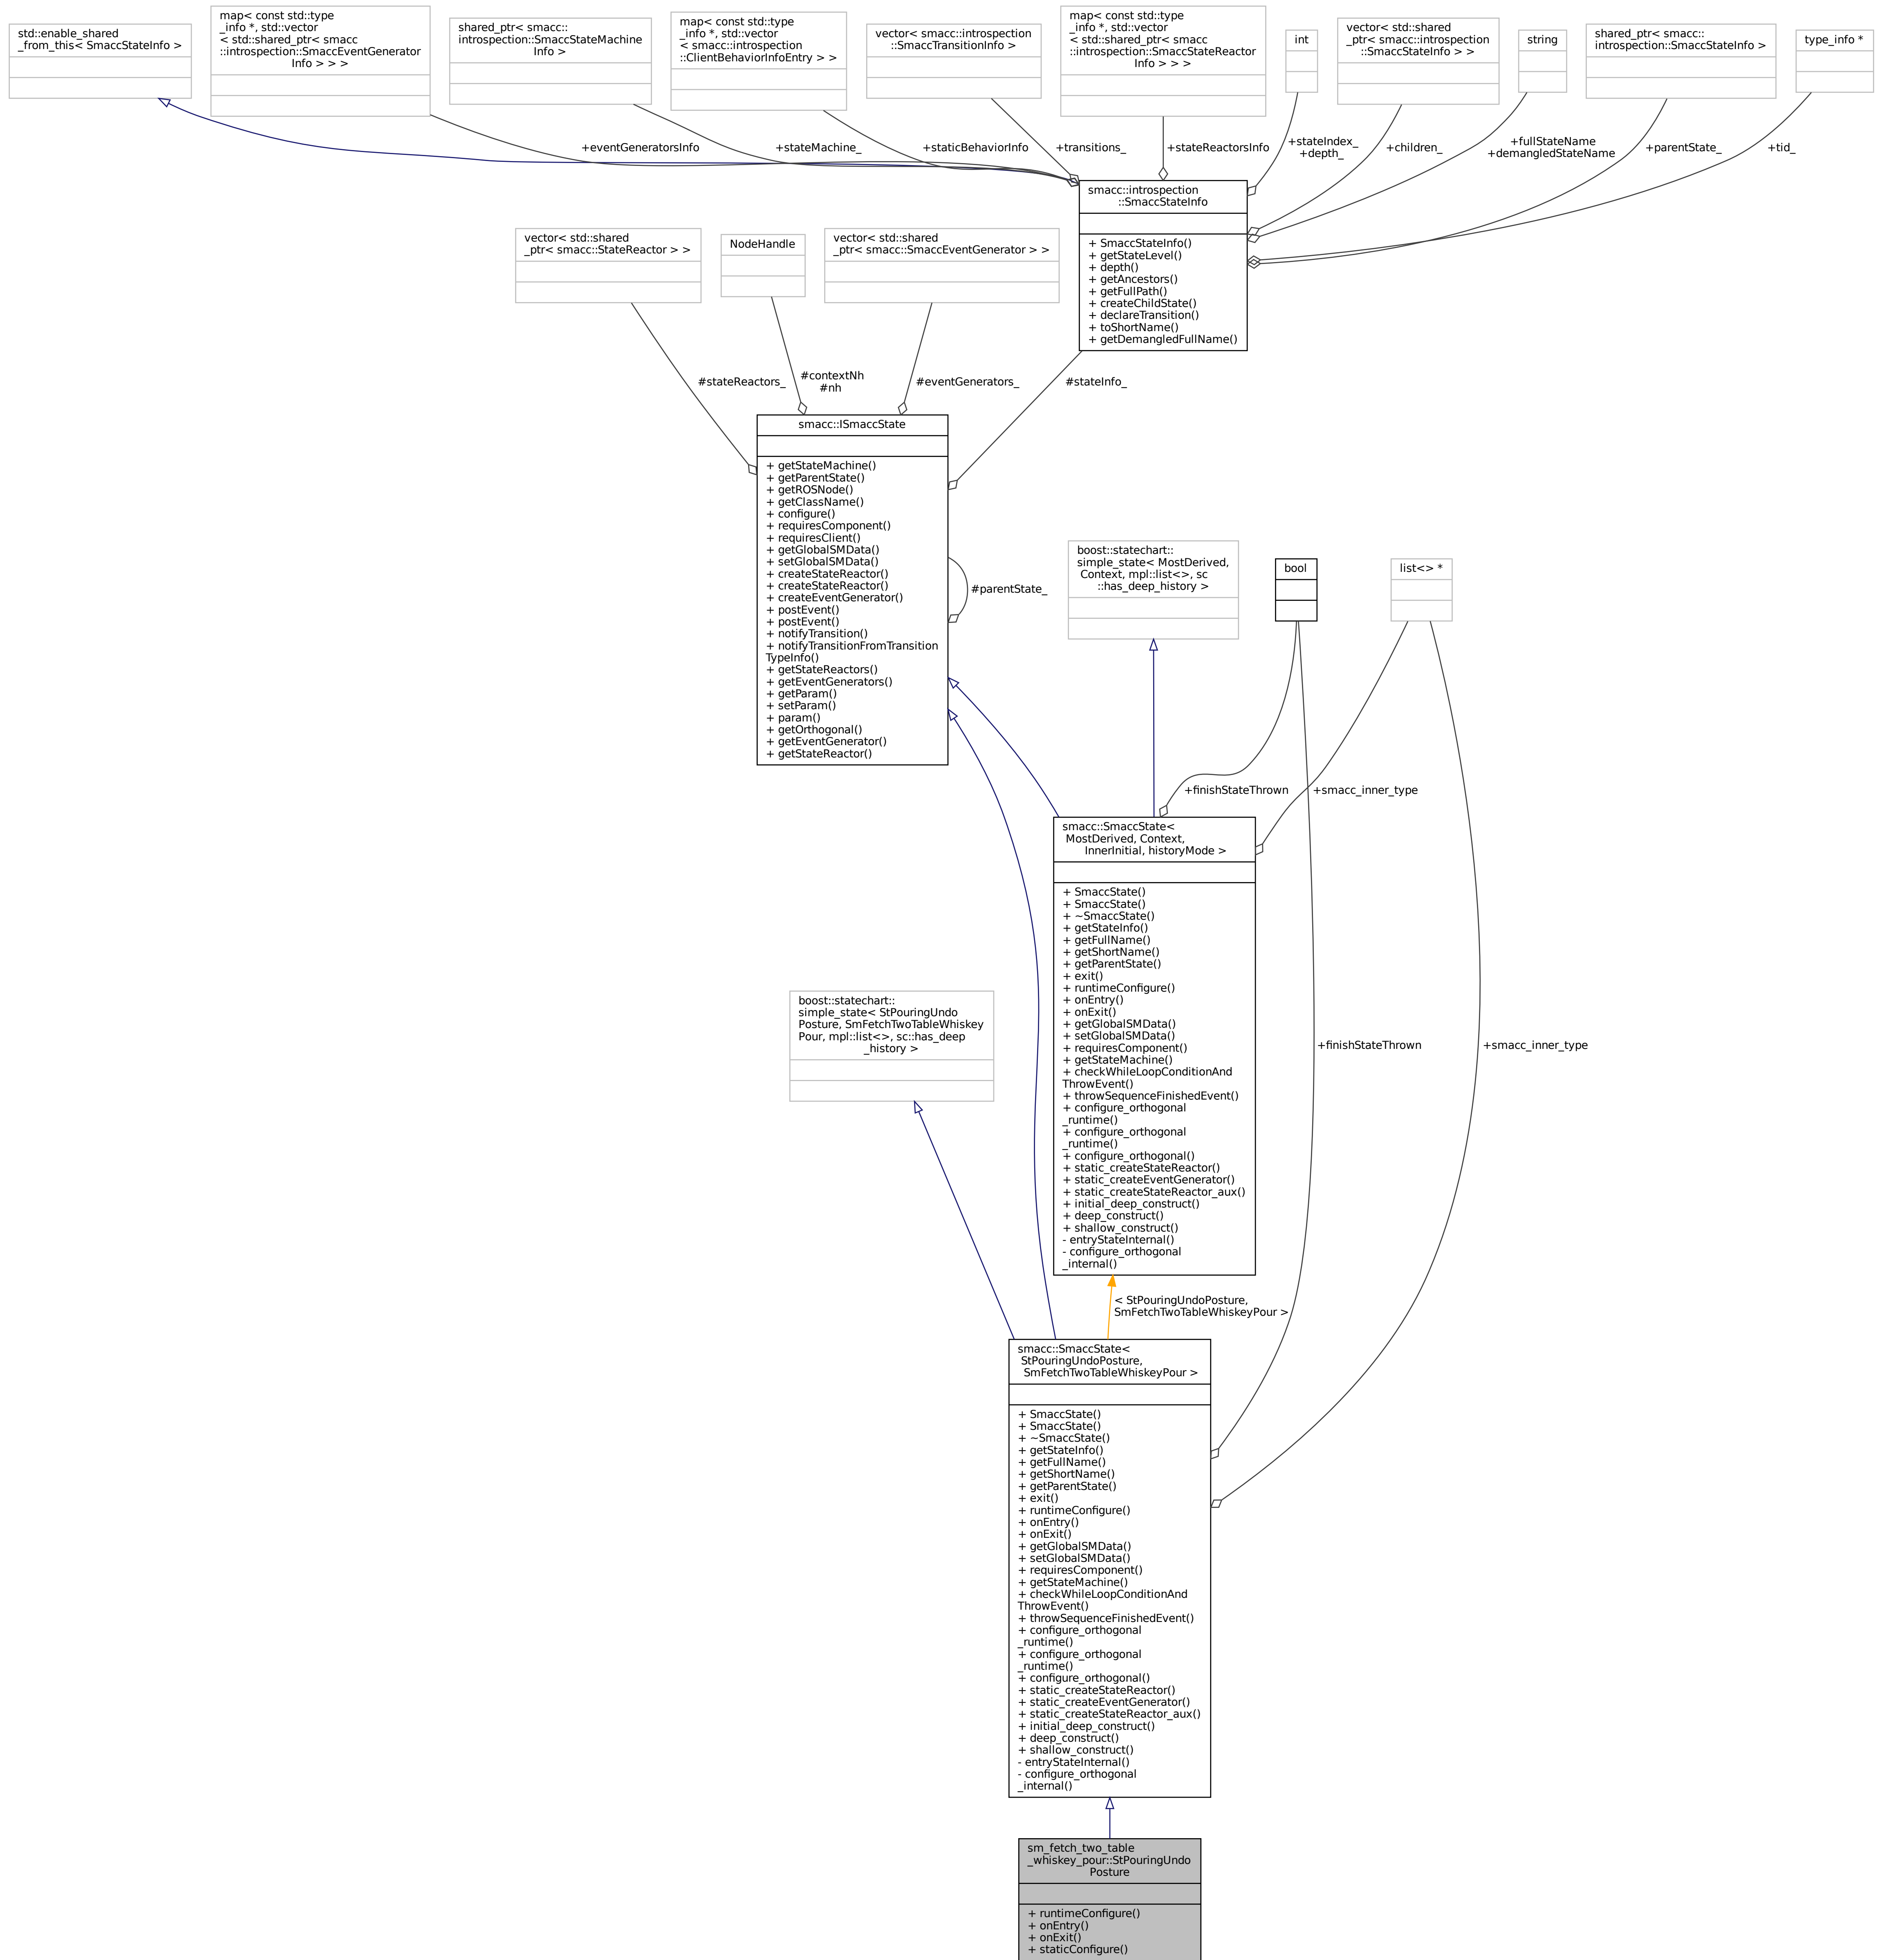 std::enable_shared
_from_this< SmaccStateInfo >
map< const std::type
_info *, std::vector
< std::shared_ptr< smacc
::introspection::SmaccEventGenerator
Info > > >
shared_ptr< smacc::
introspection::SmaccStateMachine
Info >
map< const std::type
_info *, std::vector
< smacc::introspection
::ClientBehaviorInfoEntry > >
vector< smacc::introspection
::SmaccTransitionInfo >
map< const std::type
_info *, std::vector
< std::shared_ptr< smacc
::introspection::SmaccStateReactor
Info > > >
int
vector< std::shared
_ptr< smacc::introspection
::SmaccStateInfo > >
string
shared_ptr< smacc::
introspection::SmaccStateInfo >
type_info *
+eventGeneratorsInfo
+stateMachine_
+staticBehaviorInfo
+transitions_
+stateReactorsInfo
+stateIndex_
+depth_
+children_
+fullStateName
+demangledStateName
+parentState_
+tid_
smacc::introspection
::SmaccStateInfo
+ SmaccStateInfo()
+ getStateLevel()
+ depth()
+ getAncestors()
+ getFullPath()
+ createChildState()
+ declareTransition()
+ toShortName()
+ getDemangledFullName()
vector< std::shared
_ptr< smacc::StateReactor > >
NodeHandle
vector< std::shared
_ptr< smacc::SmaccEventGenerator > >
#stateReactors_
#contextNh
#nh
#eventGenerators_
#stateInfo_
smacc::ISmaccState
+ getStateMachine()
+ getParentState()
+ getROSNode()
+ getClassName()
+ configure()
+ requiresComponent()
+ requiresClient()
+ getGlobalSMData()
+ setGlobalSMData()
+ createStateReactor()
+ createStateReactor()
+ createEventGenerator()
+ postEvent()
+ postEvent()
+ notifyTransition()
+ notifyTransitionFromTransition
TypeInfo()
+ getStateReactors()
+ getEventGenerators()
+ getParam()
+ setParam()
+ param()
+ getOrthogonal()
+ getEventGenerator()
+ getStateReactor()
#parentState_
boost::statechart::
simple_state< MostDerived,
Context, mpl::list<>, sc
::has_deep_history >
bool
list<> *
+finishStateThrown
+smacc_inner_type
smacc::SmaccState<
MostDerived, Context,
InnerInitial, historyMode >
+ SmaccState()
+ SmaccState()
+ ~SmaccState()
+ getStateInfo()
+ getFullName()
+ getShortName()
+ getParentState()
+ exit()
+ runtimeConfigure()
+ onEntry()
+ onExit()
+ getGlobalSMData()
+ setGlobalSMData()
+ requiresComponent()
+ getStateMachine()
+ checkWhileLoopConditionAnd
ThrowEvent()
+ throwSequenceFinishedEvent()
+ configure_orthogonal
_runtime()
+ configure_orthogonal
_runtime()
+ configure_orthogonal()
+ static_createStateReactor()
+ static_createEventGenerator()
+ static_createStateReactor_aux()
+ initial_deep_construct()
+ deep_construct()
+ shallow_construct()
- entryStateInternal()
- configure_orthogonal
_internal()
boost::statechart::
simple_state< StPouringUndo
Posture, SmFetchTwoTableWhiskey
Pour, mpl::list<>, sc::has_deep
_history >
+finishStateThrown
+smacc_inner_type
< StPouringUndoPosture,
SmFetchTwoTableWhiskeyPour >
smacc::SmaccState<
StPouringUndoPosture,
SmFetchTwoTableWhiskeyPour >
+ SmaccState()
+ SmaccState()
+ ~SmaccState()
+ getStateInfo()
+ getFullName()
+ getShortName()
+ getParentState()
+ exit()
+ runtimeConfigure()
+ onEntry()
+ onExit()
+ getGlobalSMData()
+ setGlobalSMData()
+ requiresComponent()
+ getStateMachine()
+ checkWhileLoopConditionAnd
ThrowEvent()
+ throwSequenceFinishedEvent()
+ configure_orthogonal
_runtime()
+ configure_orthogonal
_runtime()
+ configure_orthogonal()
+ static_createStateReactor()
+ static_createEventGenerator()
+ static_createStateReactor_aux()
+ initial_deep_construct()
+ deep_construct()
+ shallow_construct()
- entryStateInternal()
- configure_orthogonal
_internal()
sm_fetch_two_table
_whiskey_pour::StPouringUndo
Posture
+ runtimeConfigure()
+ onEntry()
+ onExit()
+ staticConfigure()